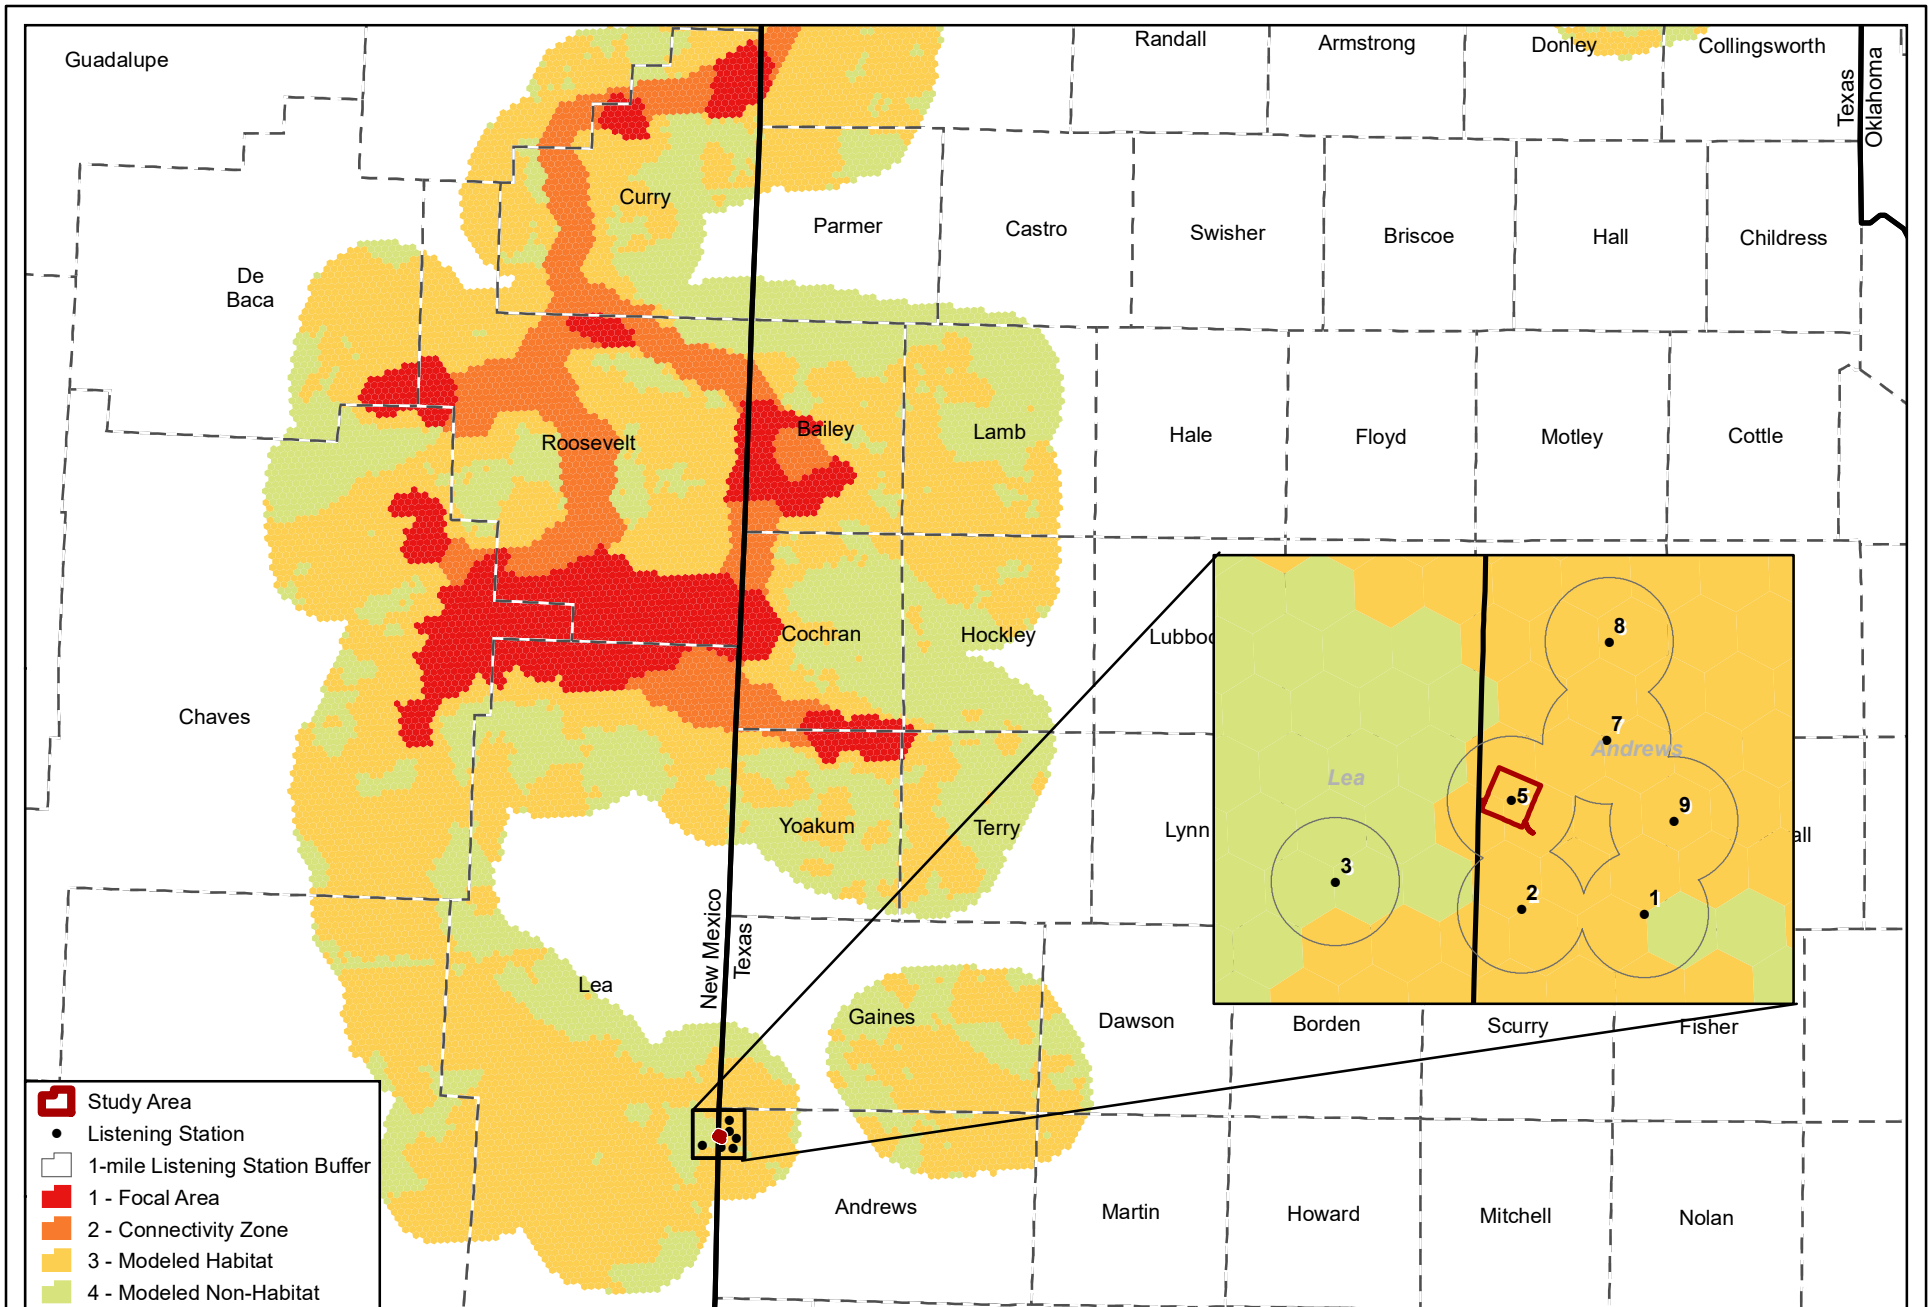 Guadalupe
Randall
Armstrong
Donley
Collingsworth
Texas
Oklahoma
Curry
Parmer
Castro
Swisher
Briscoe
Hall
Childress
De
Baca
Roosevelt
Bailey
Lamb
Hale
Floyd
Motley
Cottle
Chaves
Cochran
Hockley
Lubboc
8
7
Andrews
Lea
5
9
3
2
1
Yoakum
Terry
Lynn
all
New Mexico
Texas
Lea
Gaines
Dawson
Borden
Scurry
Fisher
Andrews
Martin
Howard
Mitchell
Nolan
Study Area
Listening Station
1-mile Listening Station Buffer
1 - Focal Area
2 - Connectivity Zone
3 - Modeled Habitat
4 - Modeled Non-Habitat